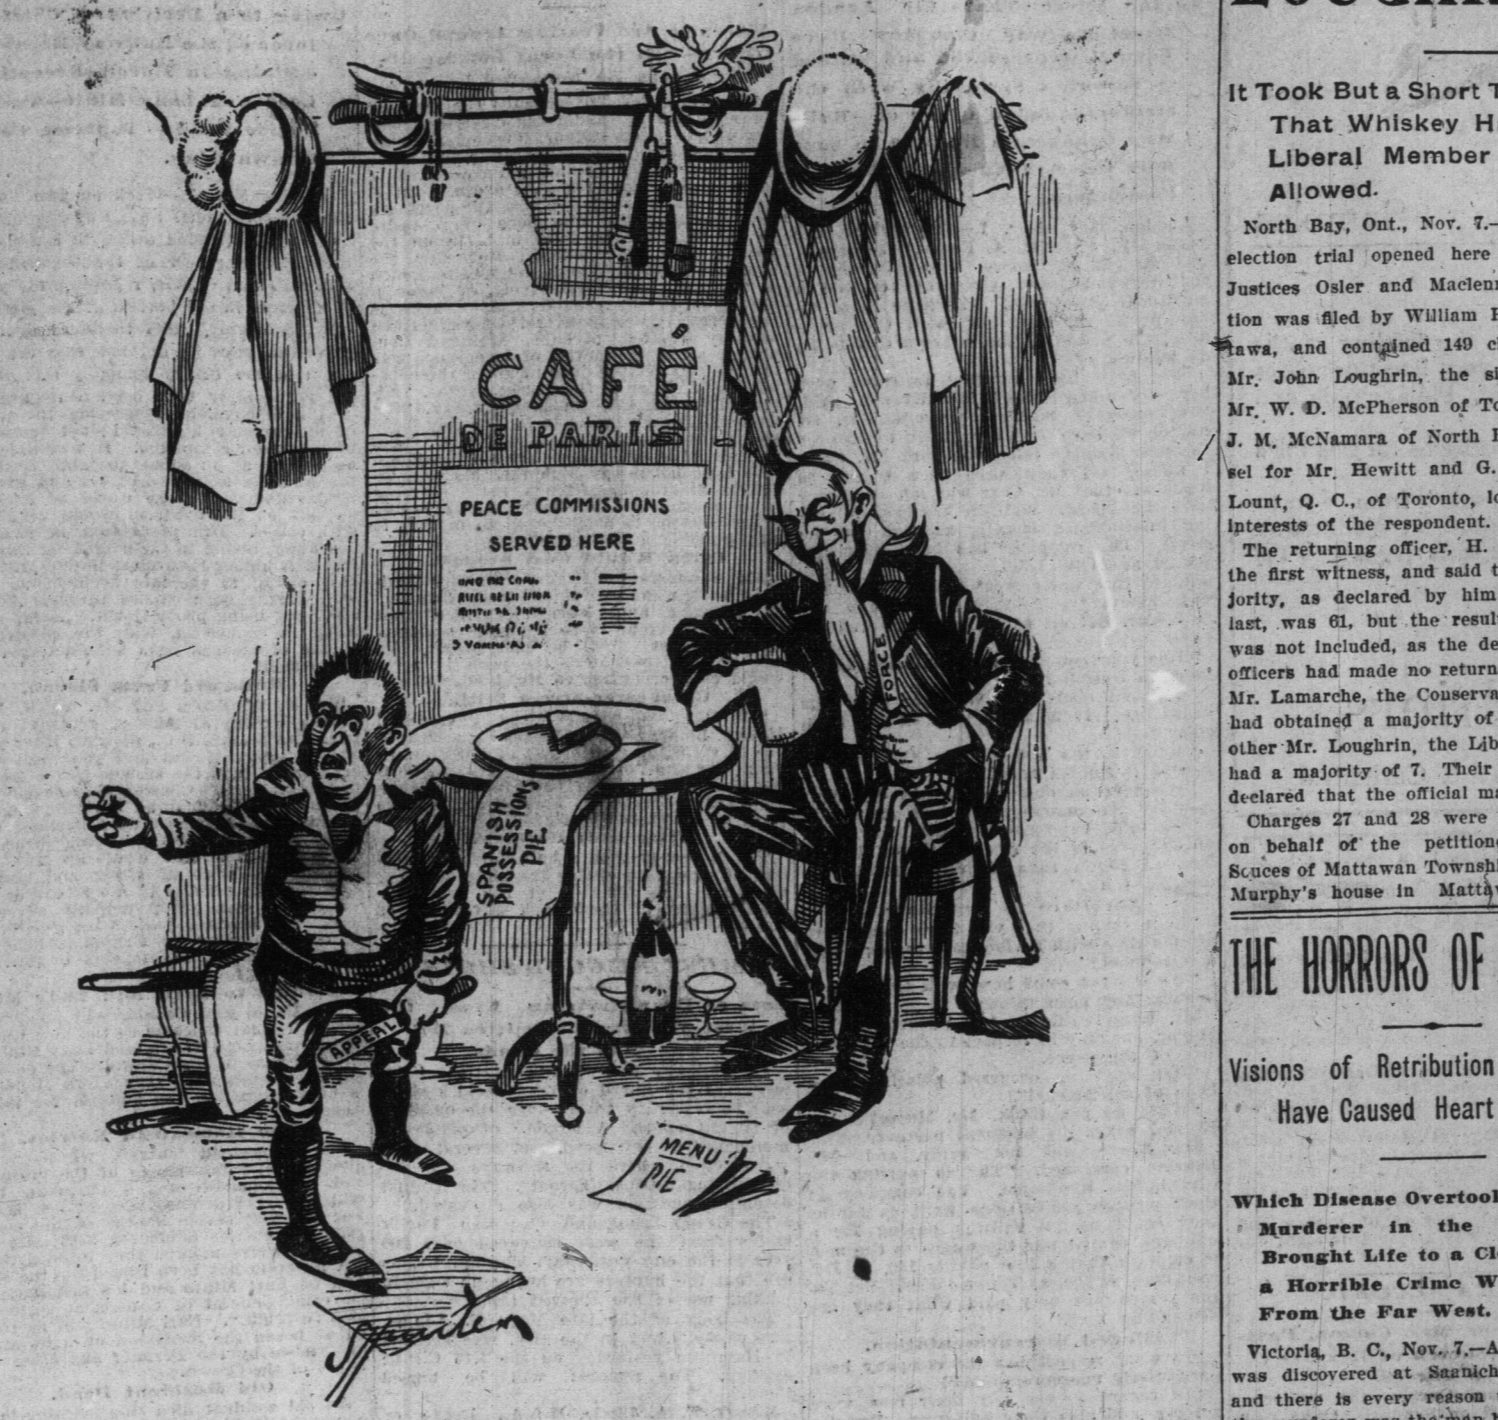 CAFÉ
DE PARIS
PEACE COMMISSIONS
SERVED HERE
FORCE
SPANISH
POSSESSIONS
PIE
APPEAL
MENU
PIE
It Took But a Short
That Whiskey H
Liberal Member
Allowed.
North Bay, Ont., Nov. 7.—
election trial opened here
Justices Osler and Maclenn
tion was filed by William H
tawa, and contained 149 c
Mr. John Loughrin, the si
Mr. W. D. McPherson of To
J. M. McNamara of North B
sel for Mr. Hewitt and G.
Lount, Q. C., of Toronto, lo
interests of the respondent.
The returning officer, H.
the first witness, and said t
jority, as declared by him
last, was 61, but the resul
was not included, as the de
officers had made no return
Mr. Lamarche, the Conserva
had obtained a majority of
other Mr. Loughrin, the Lib
had a majority of 7. Their
declared that the official ma
Charges 27 and 28 were
on behalf of the petition
Scuces of Mattawan Townsh
Murphy's house in Matta
THE HORRORS OF
Visions of Retribution
Have Caused Heart
Which Disease Overtook
Murderer in the
Brought Life to a Cl
a Horrible Crime W
From the Far West.
Victoria, B. C., Nov. 7.—A
was discovered at Saanich
and there is every reason